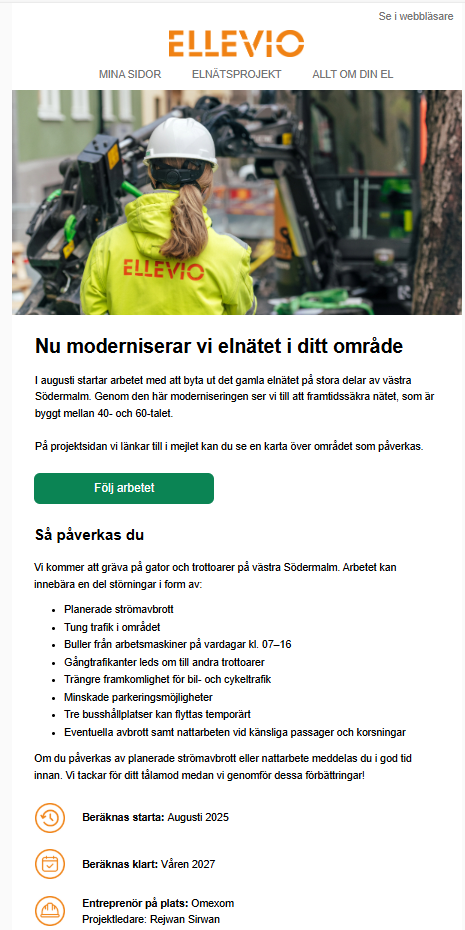 Se i webbläsare
ELLEVIO
MINA SIDOR ELNÄTSPROJEKT ALLT OM DIN EL
ELLEVIO
Nu moderniserar vi elnätet i ditt område
I augusti startar arbetet med att byta ut det gamla elnätet på stora delar av västra
Södermalm. Genom den här moderniseringen ser vi till att framtidssäkra nätet, som är
byggt mellan 40- och 60-talet.
På projektsidan vi länkar till i mejlet kan du se en karta över området som påverkas.
Följ arbetet
Så påverkas du
Vi kommer att gräva på gator och trottoarer på västra Södermalm. Arbetet kan
innebära en del störningar i form av:
• Planerade strömavbrott
• Tung trafik i området
• Buller från arbetsmaskiner på vardagar kl. 07–16
• Gångtrafikanter leds om till andra trottoarer
• Trängre framkomlighet för bil- och cykeltrafik
• Minskade parkeringsmöjligheter
• Tre busshållplatser kan flyttas temporärt
• Eventuella avbrott samt nattarbeten vid känsliga passager och korsningar
Om du påverkas av planerade strömavbrott eller nattarbete meddelas du i god tid
innan. Vi tackar för ditt tålamod medan vi genomför dessa förbättringar!
Beräknas starta: Augusti 2025
Beräknas klart: Våren 2027
Entreprenör på plats: Omexom
Projektledare: Rejwan Sirwan